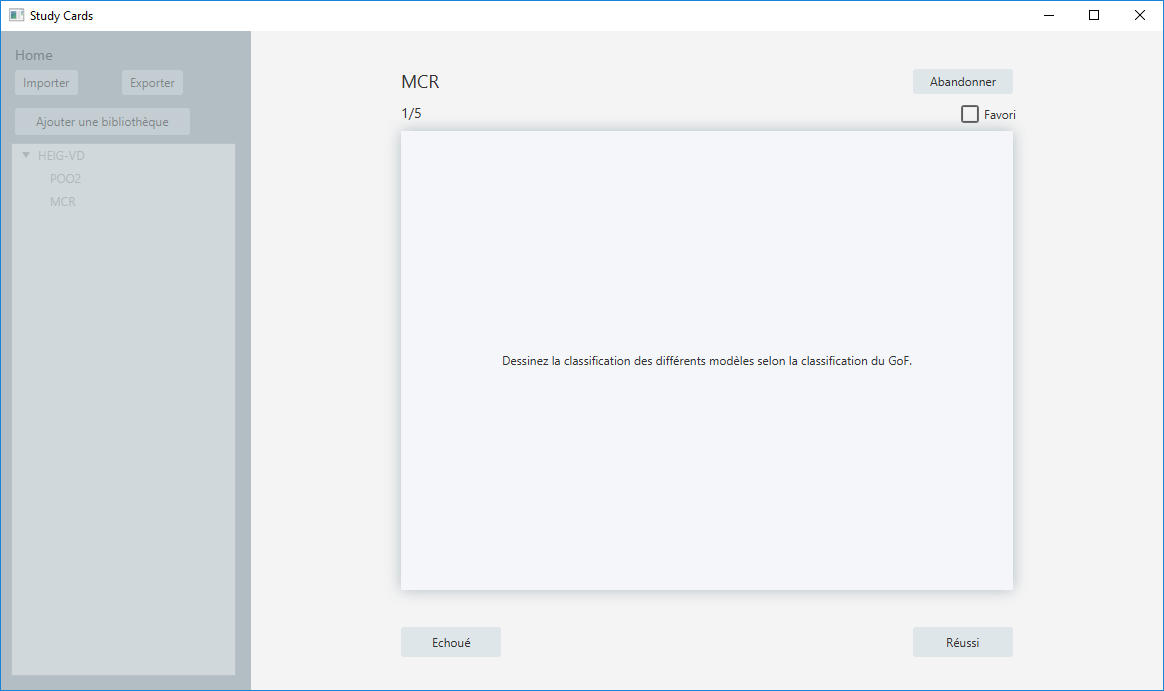 Study Cards
Home
Importer
Exporter
Ajouter une bibliothèque
HEIG-VD
POO2
MCR
MCR
Abandonner
1/5
Favori
Dessinez la classification des différents modèles selon la classification du GoF.
Echoué
Réussi